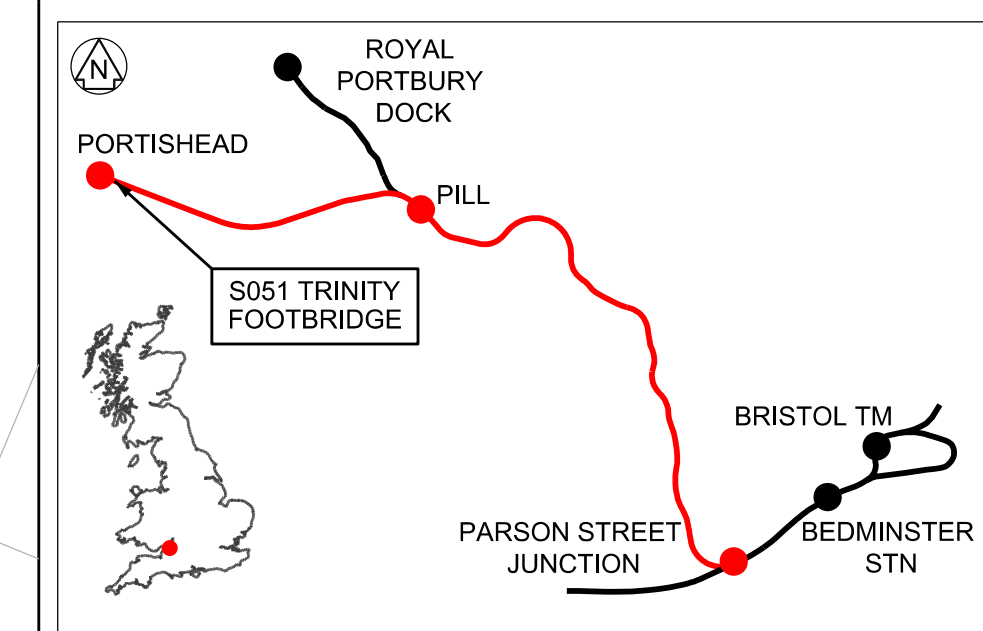 N
ROYAL
PORTBURY
DOCK
PORTISHEAD
PILL
S051 TRINITY
FOOTBRIDGE
BRISTOL TM
PARSON STREET
JUNCTION
BEDMINSTER
STN